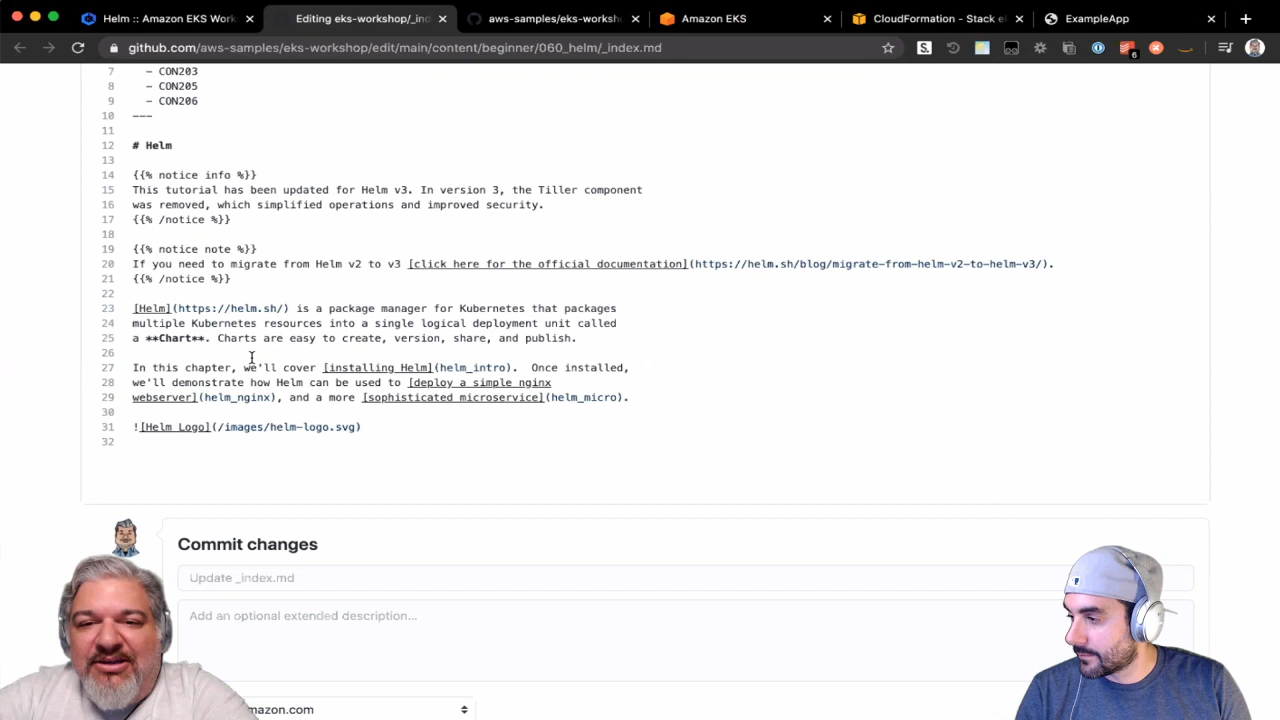 Helm :: Amazon EKS Work
Editing eks-workshop/_ind
aws-samples/eks-worksh
Amazon EKS
CloudFormation - Stack e
ExampleApp
github.com/aws-samples/eks-workshop/edit/main/content/beginner/060_helm/_index.md
S.
6
7 - CON203
8 - CON205
9 - CON206
10 ---
11
12 # Helm
13
14 {{% notice info %}}
15 This tutorial has been updated for Helm v3. In version 3, the Tiller component
16 was removed, which simplified operations and improved security.
17 {{% /notice %}}
18
19 {{% notice note %}}
20 If you need to migrate from Helm v2 to v3 [click here for the official documentation](https://helm.sh/blog/migrate-from-helm-v2-to-helm-v3/).
21 {{% /notice %}}
22
23 [Helm](https://helm.sh/) is a package manager for Kubernetes that packages
24 multiple Kubernetes resources into a single logical deployment unit called
25 a **Chart**. Charts are easy to create, version, share, and publish.
26
27 In this chapter, we'll cover [installing Helm](helm_intro).  Once installed,
28 we'll demonstrate how Helm can be used to [deploy a simple nginx
29 webserver](helm_nginx), and a more [sophisticated microservice](helm_micro).
30
31 ![Helm Logo](/images/helm-logo.svg)
32
Commit changes
Update _index.md
Add an optional extended description...
mazon.com